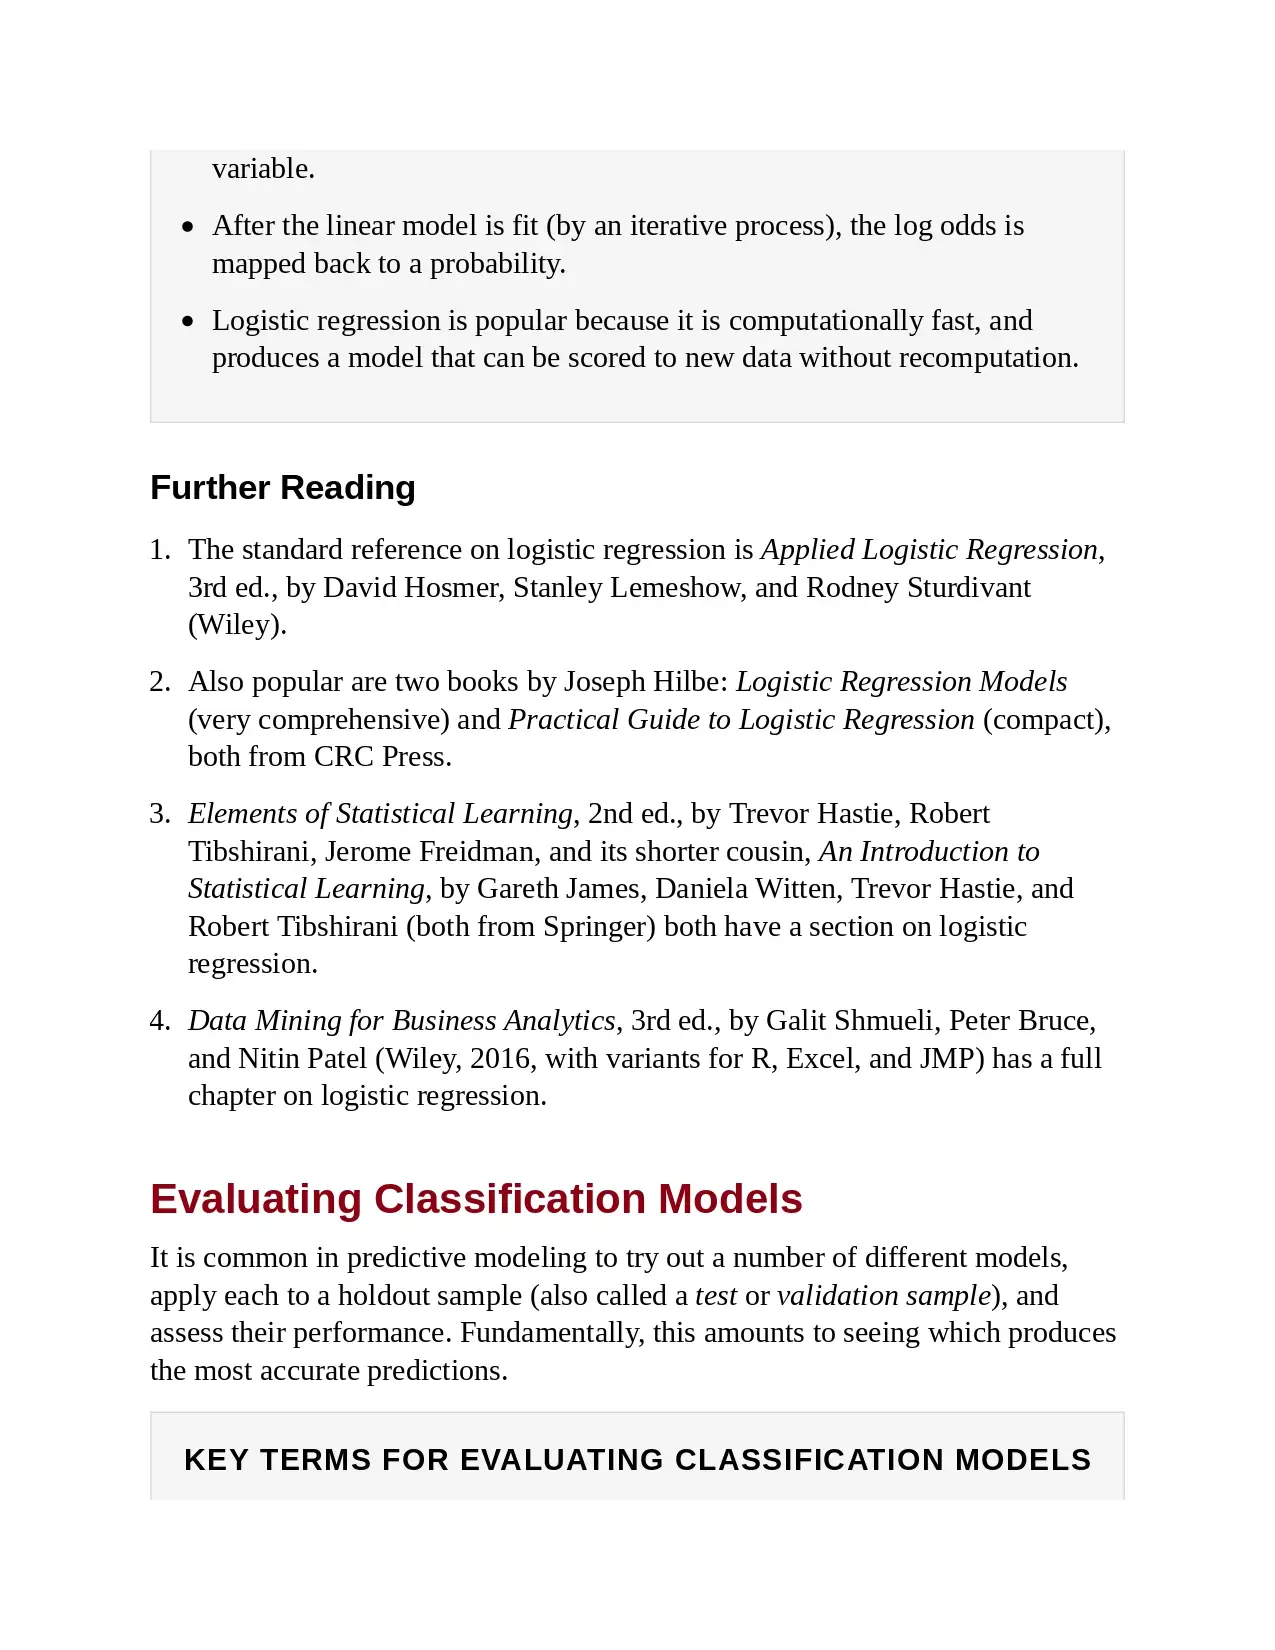 variable.
After the linear model is fit (by an iterative process), the log odds is
mapped back to a probability.
Logistic regression is popular because it is computationally fast, and
produces a model that can be scored to new data without recomputation.
Further Reading
1. The standard reference on logistic regression is Applied Logistic Regression,
3rd ed., by David Hosmer, Stanley Lemeshow, and Rodney Sturdivant
(Wiley).
2. Also popular are two books by Joseph Hilbe: Logistic Regression Models
(very comprehensive) and Practical Guide to Logistic Regression (compact),
both from CRC Press.
3. Elements of Statistical Learning, 2nd ed., by Trevor Hastie, Robert
Tibshirani, Jerome Freidman, and its shorter cousin, An Introduction to
Statistical Learning, by Gareth James, Daniela Witten, Trevor Hastie, and
Robert Tibshirani (both from Springer) both have a section on logistic
regression.
4. Data Mining for Business Analytics, 3rd ed., by Galit Shmueli, Peter Bruce,
and Nitin Patel (Wiley, 2016, with variants for R, Excel, and JMP) has a full
chapter on logistic regression.
Evaluating Classification Models
It is common in predictive modeling to try out a number of different models,
apply each to a holdout sample (also called a test or validation sample), and
assess their performance. Fundamentally, this amounts to seeing which produces
the most accurate predictions.
KEY TERMS FOR EVALUATING CLASSIFICATION MODELS